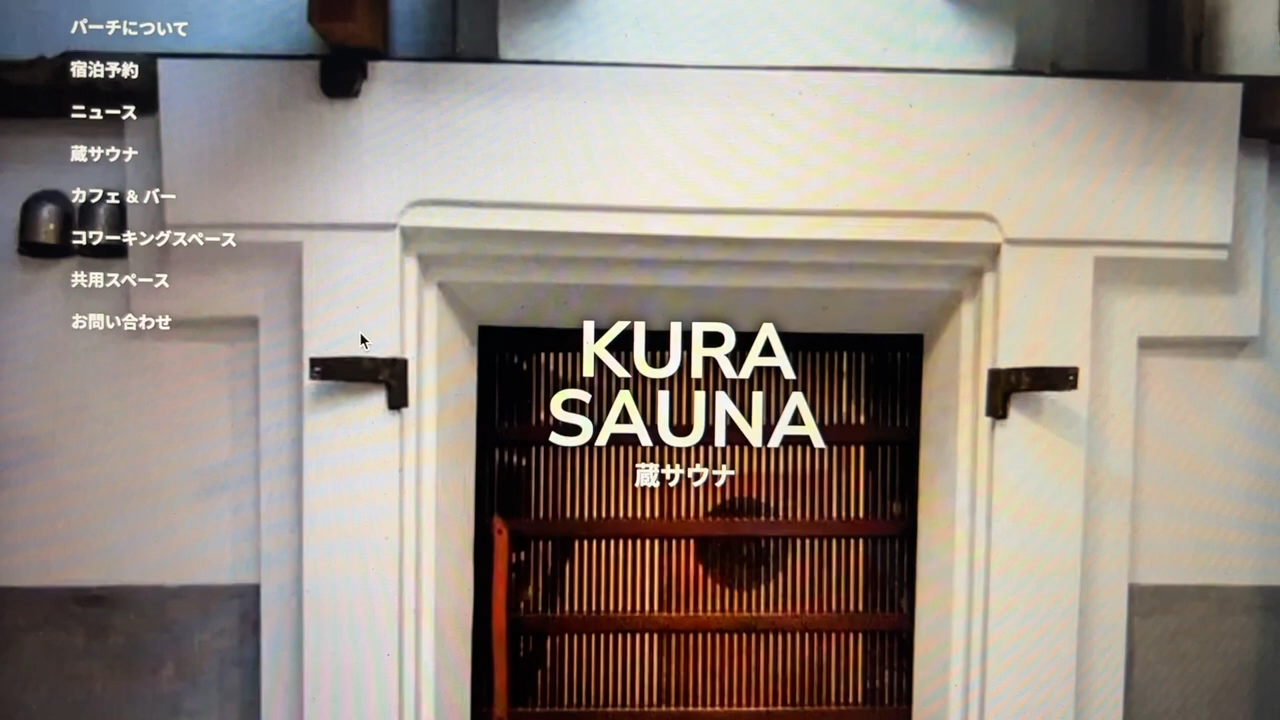 パーチについて
宿泊予約
ニュース
蔵サウナ
カフェ & バー
コワーキングスペース
共用スペース
お問い合わせ
KURA
SAUNA
蔵サウナ